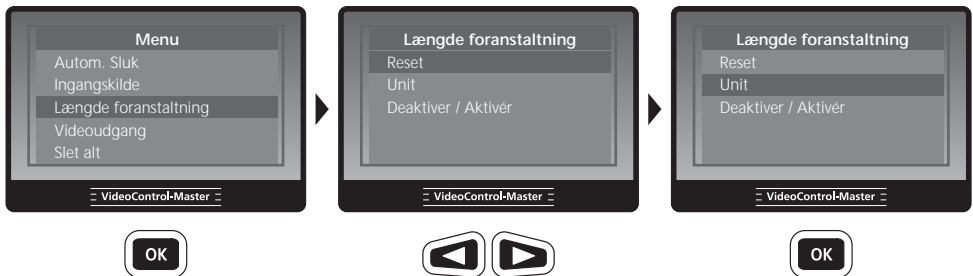 Menu
Autom. Sluk
Ingangskilde
Længde foranstaltning
Videoudgang
Slet alt
VideoControl-Master
OK
Længde foranstaltning
Reset
Unit
Deaktiver / Aktivér
VideoControl-Master
Længde foranstaltning
Reset
Unit
Deaktiver / Aktivér
VideoControl-Master
OK